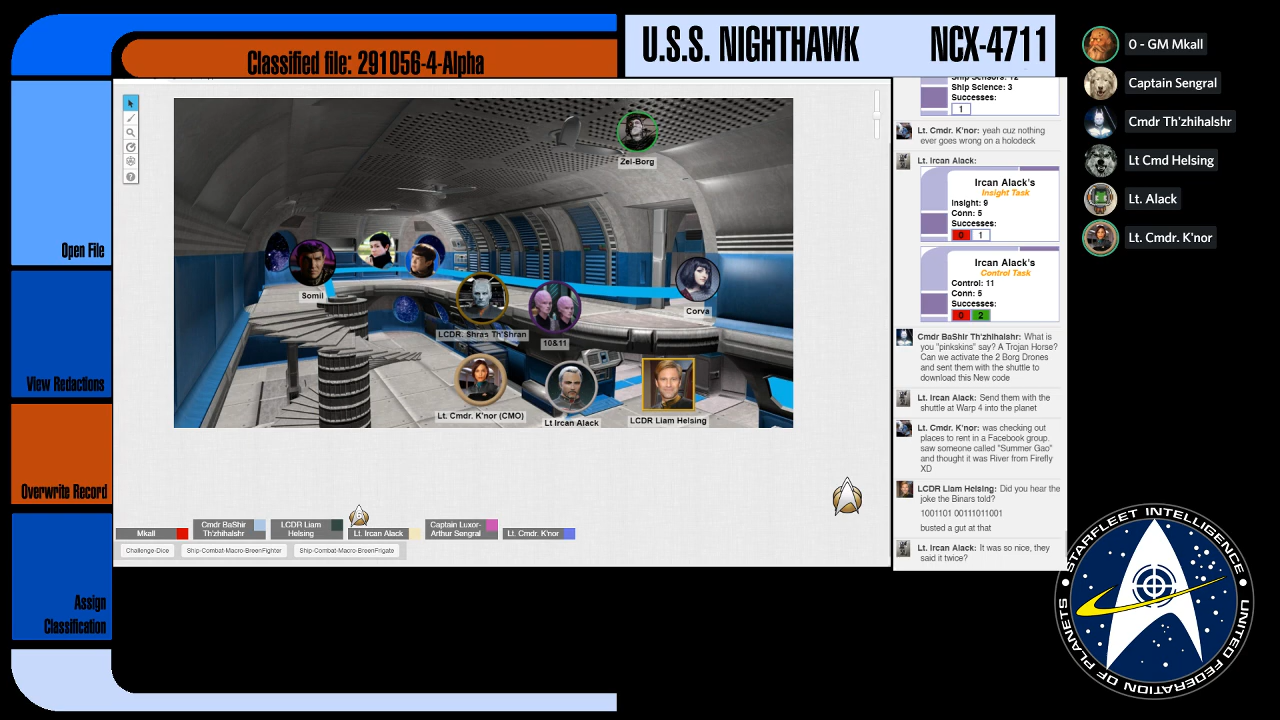 Classified file: 291056-4-Alpha
U.S.S. NIGHTHAWK
NCX-4711
Open File
View Redactions
Overwrite Record
Assign
Classification
Zel-Borg
Somil
LCDR. Shras Th'Shran
10&11
Corva
Lt. Cmdr. K'nor (CMO)
Lt Ircan Alack
LCDR Liam Helsing
Mkall
Cmdr BaShir
Th'zhihalshr
LCDR Liam
Helsing
Lt. Ircan Alack
Captain Luxor-
Arthur Sengral
Lt. Cmdr. K'nor
Challenge-Dice
Ship-Combat-Macro-BreenFighter
Ship-Combat-Macro-BreenFrigate
Ship Sensors: 12
Ship Science: 3
Successes:
1
Lt. Cmdr. K'nor: yeah cuz nothing
ever goes wrong on a holodeck
Lt. Ircan Alack:
Ircan Alack's
Insight Task
Insight: 9
Conn: 5
Successes:
0 1
Ircan Alack's
Control Task
Control: 11
Conn: 5
Successes:
0 2
Cmdr BaShir Th'zhihalshr: What is
you "pinkskins" say? A Trojan Horse?
Can we activate the 2 Borg Drones
and sent them with the shuttle to
download this New code
Lt. Ircan Alack: Send them with the
shuttle at Warp 4 into the planet
Lt. Cmdr. K'nor: was checking out
places to rent in a Facebook group.
saw someone called "Summer Gao"
and thought it was River from Firefly
XD
LCDR Liam Helsing: Did you hear the
joke the Binars told?
1001101 00111011001
busted a gut at that
Lt. Ircan Alack: It was so nice, they
said it twice?
0 - GM Mkall
Captain Sengral
Cmdr Th'zhihalshr
Lt Cmd Helsing
Lt. Alack
Lt. Cmdr. K'nor
STARFLEET INTELLIGENCE
UNITED FEDERATION OF PLANETS